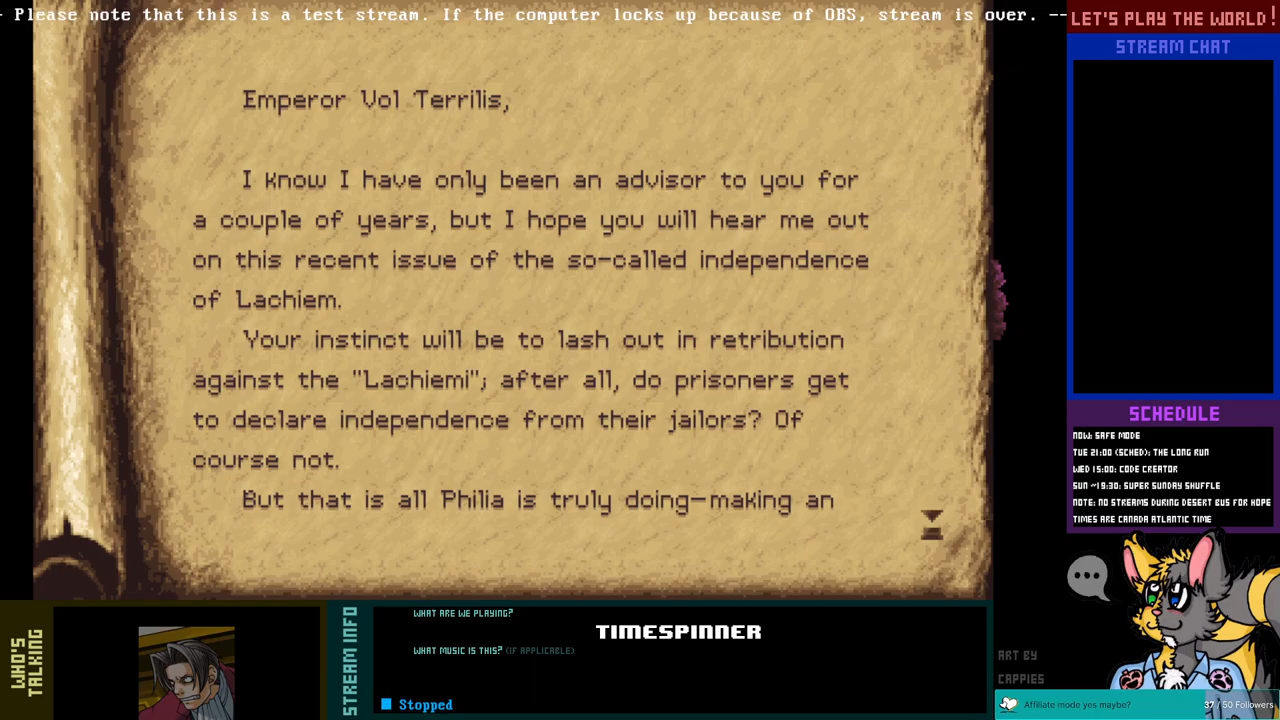 - Please note that this is a test stream. If the computer locks up because of OBS, stream is over. --
LET'S PLAY THE WORLD!
STREAM CHAT
Emperor Vol Terrilis,
I know I have only been an advisor to you for
a couple of years, but I hope you will hear me out
on this recent issue of the so-called independence
of Lachiem.
Your instinct will be to lash out in retribution
against the "Lachiemi"; after all, do prisoners get
to declare independence from their jailors? Of
course not.
But that is all Philia is truly doing—making an
SCHEDULE
NOW: SAFE MODE
TUE 21:00 (SCHED): THE LONG RUN
WED 15:00: CODE CREATOR
SUN ~19:30: SUPER SUNDAY SHUFFLE
NOTE: NO STREAMS DURING DESERT BUS FOR HOPE
TIMES ARE CANADA ATLANTIC TIME
WHO'S TALKING
STREAM INFO
WHAT ARE WE PLAYING?
TIMESPINNER
WHAT MUSIC IS THIS? (IF APPLICABLE)
Stopped
ART BY
CAPPIES
Affiliate mode yes maybe?
37 / 50 Followers